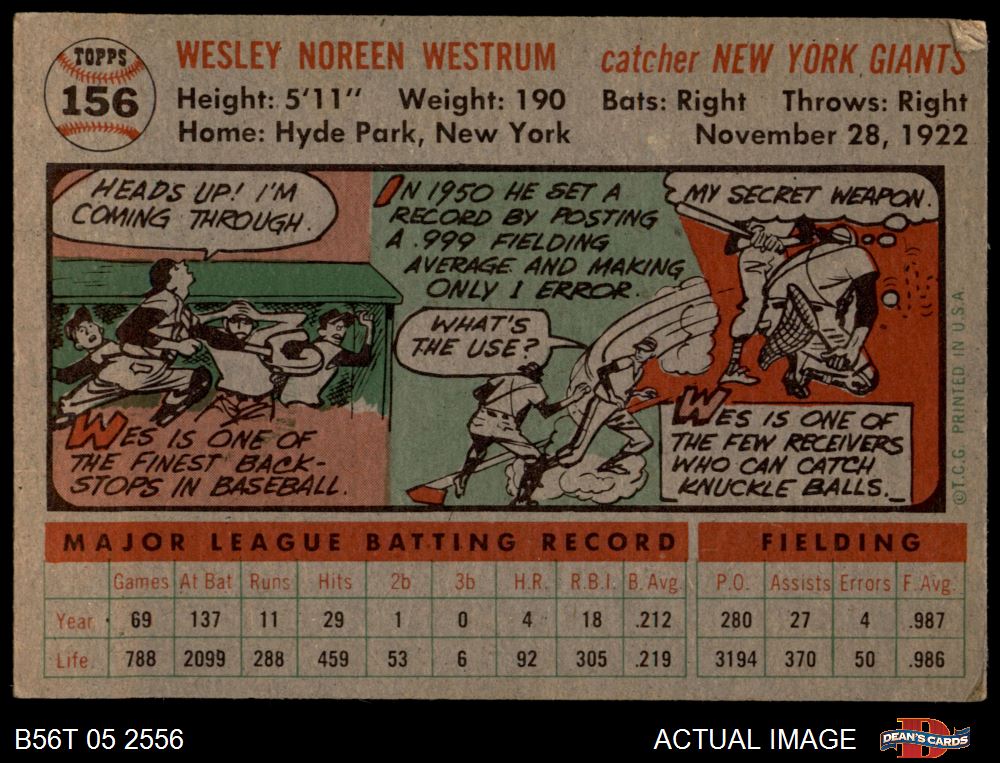 TOPPS
156
WESLEY NOREEN WESTRUM catcher NEW YORK GIANTS
Height: 5'11" Weight: 190 Bats: Right Throws: Right
Home: Hyde Park, New York November 28, 1922
HEADS UP! I'M
COMING THROUGH.
IN 1950 HE SET A
RECORD BY POSTING
A .999 FIELDING
AVERAGE AND MAKING
ONLY 1 ERROR.
MY SECRET WEAPON.
WHAT'S
THE USE?
WES IS ONE OF
THE FINEST BACK-
STOPS IN BASEBALL.
WES IS ONE OF
THE FEW RECEIVERS
WHO CAN CATCH
KNUCKLE BALLS.
©T.C.G. PRINTED IN U.S.A.
MAJOR LEAGUE BATTING RECORD FIELDING
Games At Bat Runs Hits 2b 3b H.R. R.B.I. B. Avg. P.O. Assists Errors F. Avg.
Year 69 137 11 29 1 0 4 18 .212 280 27 4 .987
Life 788 2099 288 459 53 6 92 305 .219 3194 370 50 .986
B56T 05 2556 ACTUAL IMAGE
D
DEAN'S CARDS